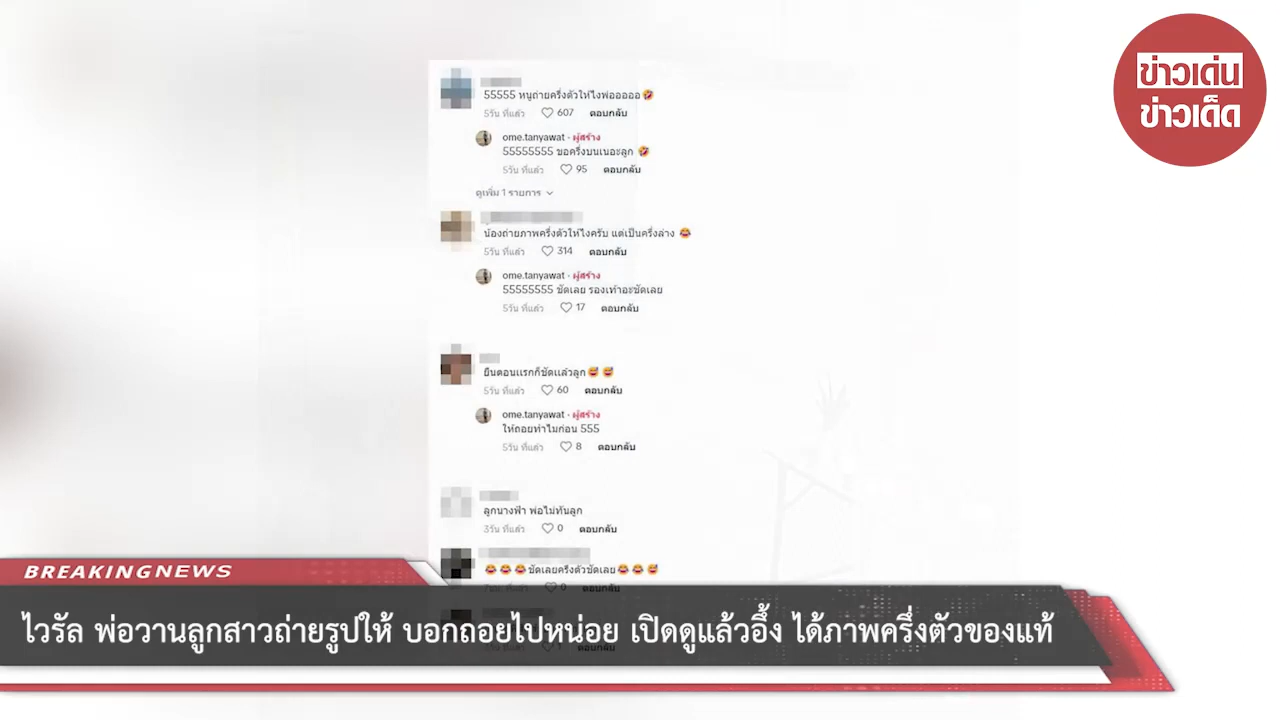 ข่าวเด่น
ข่าวเด็ด
55555 หนูถ่ายครึ่งตัวให้ไงพ่อออออ🤣
5วัน ที่แล้ว 607 ตอบกลับ
ome.tanyawat · ผู้สร้าง
55555555 ขอครึ่งบนเนอะลูก 🤣
5วัน ที่แล้ว 95 ตอบกลับ
ดูเพิ่ม 1 รายการ
น้องถ่ายภาพครึ่งตัวให้ไงครับ แต่เป็นครึ่งล่าง 😂
5วัน ที่แล้ว 314 ตอบกลับ
ome.tanyawat · ผู้สร้าง
55555555 ชัดเลย รองเท้าอะชัดเลย
5วัน ที่แล้ว 17 ตอบกลับ
ยืนตอนแรกก็ชัดแล้วลูก😅 😅
5วัน ที่แล้ว 60 ตอบกลับ
ome.tanyawat · ผู้สร้าง
ให้ถอยทำไมก่อน 555
5วัน ที่แล้ว 8 ตอบกลับ
ลูกนางฟ้า พ่อไม่ทันลูก
3วัน ที่แล้ว 0 ตอบกลับ
😂 😂 😂 ชัดเลยครึ่งตัวชัดเลย😂 😂 😅
0 ตอบกลับ
ตอบกลับ
BREAKING NEWS
ไวรัล พ่อวานลูกสาวถ่ายรูปให้ บอกถอยไปหน่อย เปิดดูแล้วอึ้ง ได้ภาพครึ่งตัวของแท้